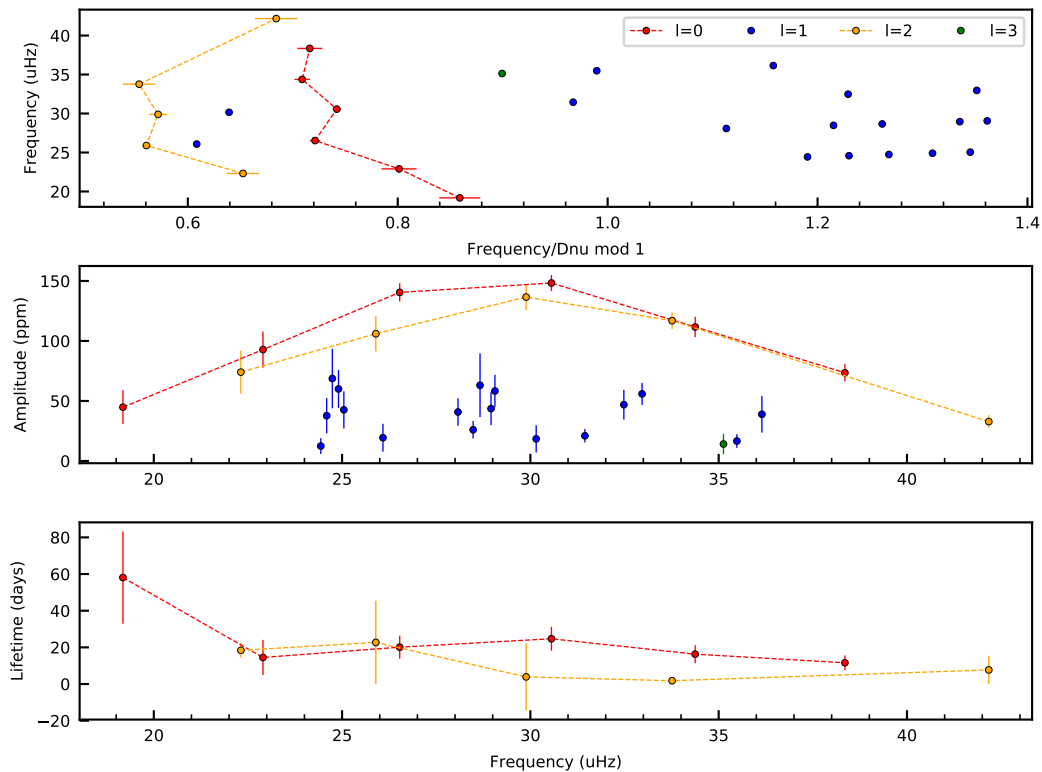 l=0 l=1 l=2 l=3
Frequency (uHz)
40
35
30
25
20
0.6 0.8 1.0 1.2 1.4
Frequency/Dnu mod 1
Amplitude (ppm)
150
100
50
0
20 25 30 35 40
Lifetime (days)
80
60
40
20
0
−20
20 25 30 35 40
Frequency (uHz)